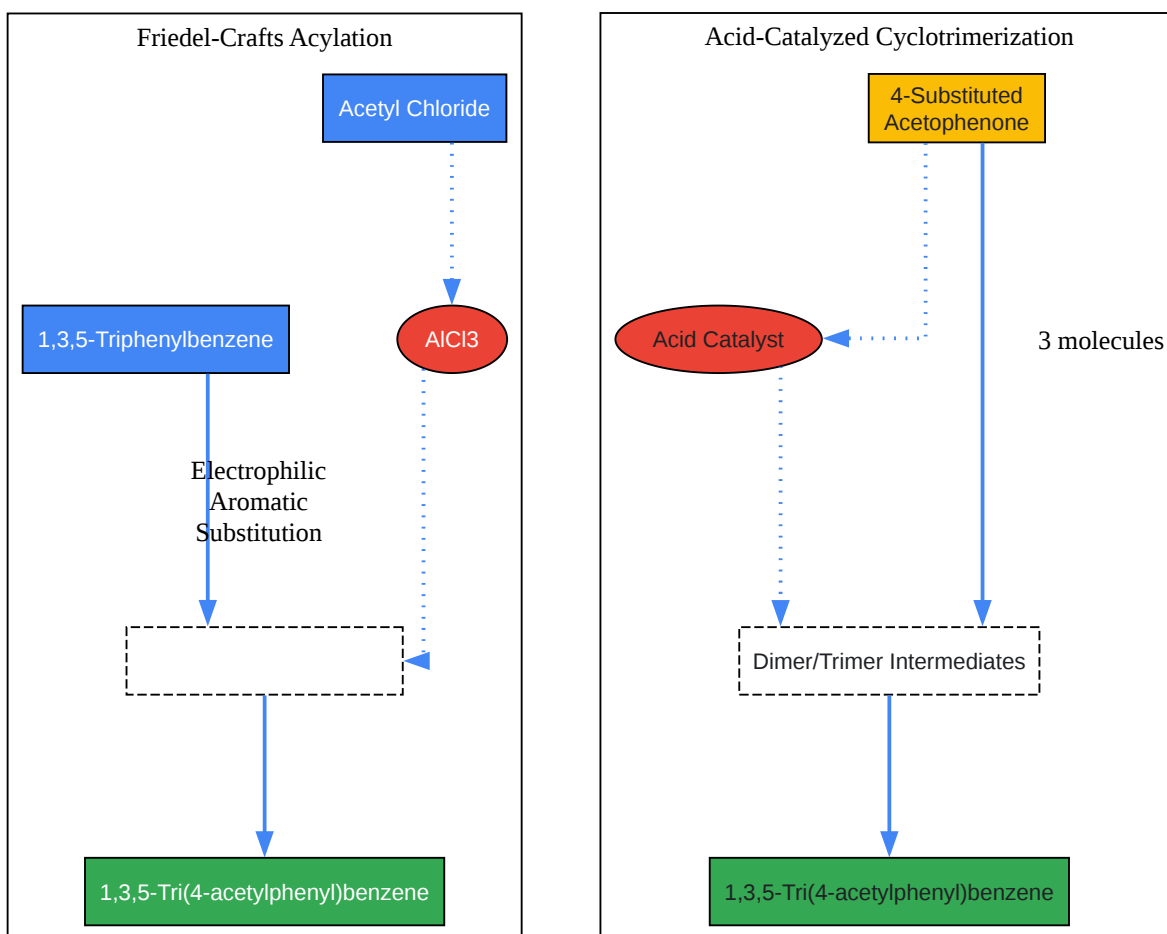 Friedel-Crafts Acylation
Acetyl Chloride
1,3,5-Triphenylbenzene
AlCl3
Electrophilic
Aromatic
Substitution
1,3,5-Tri(4-acetylphenyl)benzene
Acid-Catalyzed Cyclotrimerization
4-Substituted
Acetophenone
Acid Catalyst
3 molecules
Dimer/Trimer Intermediates
1,3,5-Tri(4-acetylphenyl)benzene